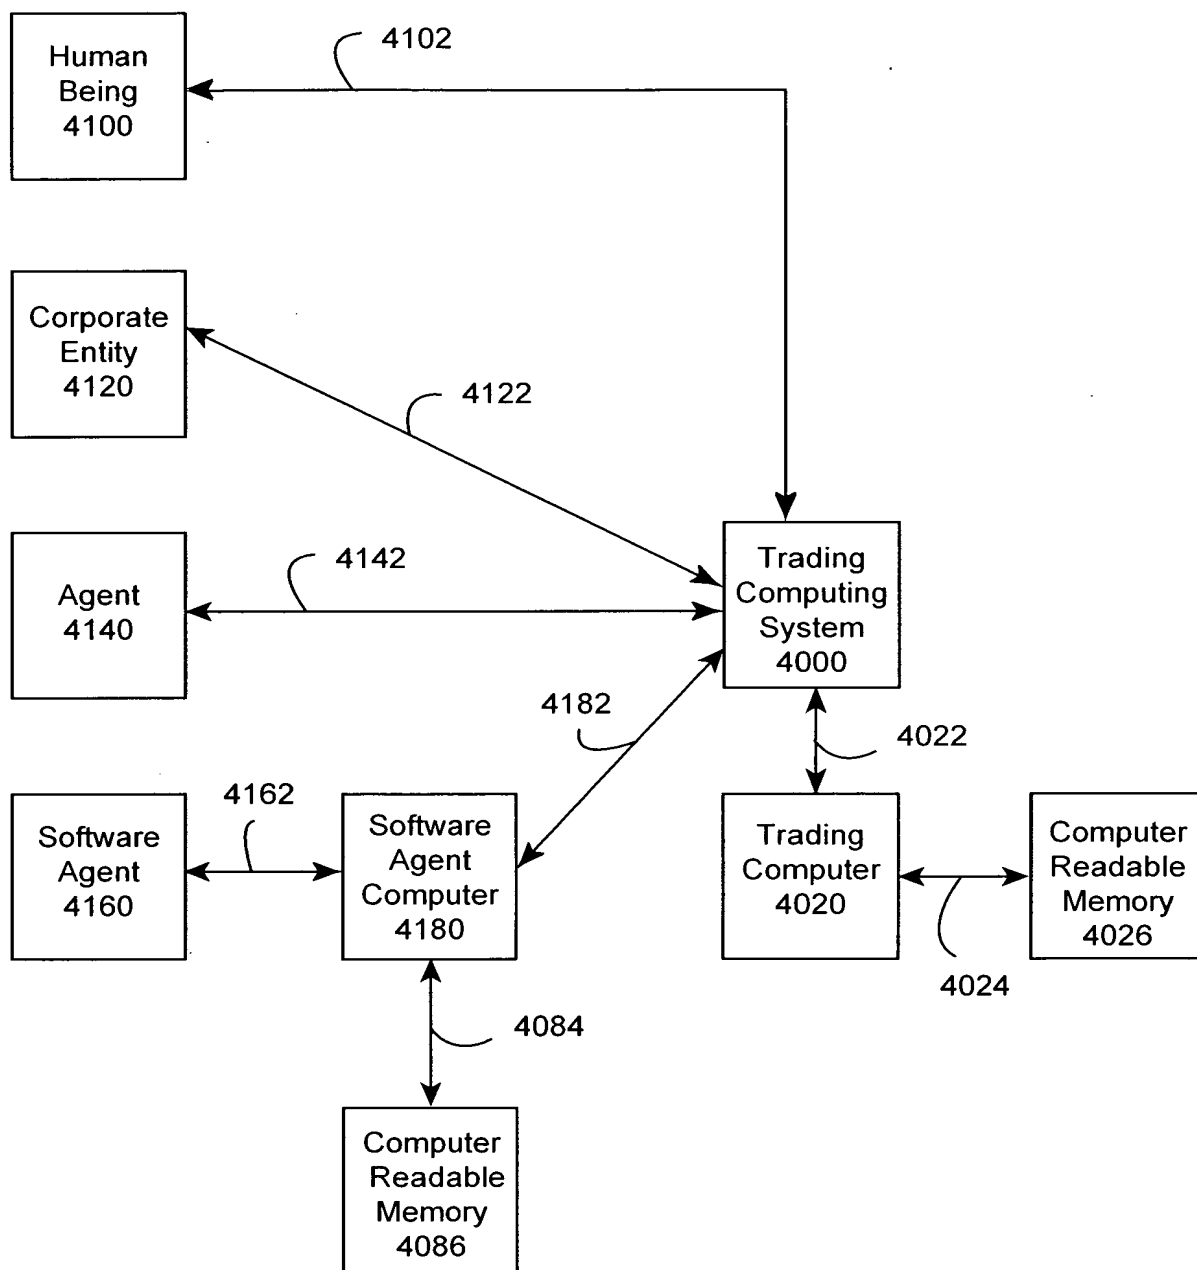 4102
Human
Being
4100
Corporate
Entity
4120
4122
4142
Agent
4140
Trading
Computing
System
4000
4182
4022
4162
Software
Agent
4160
Software
Agent
Computer
4180
Trading
Computer
4020
Computer
Readable
Memory
4026
4024
4084
Computer
Readable
Memory
4086